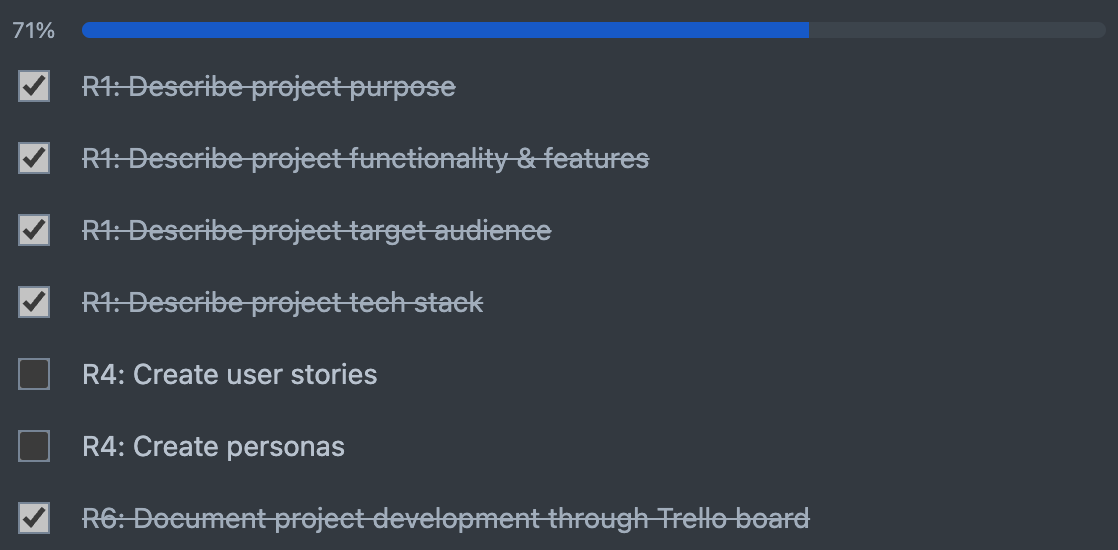 71%
R1: Describe project purpose
R1: Describe project functionality & features
R1: Describe project target audience
R1: Describe project tech stack
R4: Create user stories
R4: Create personas
R6: Document project development through Trello board